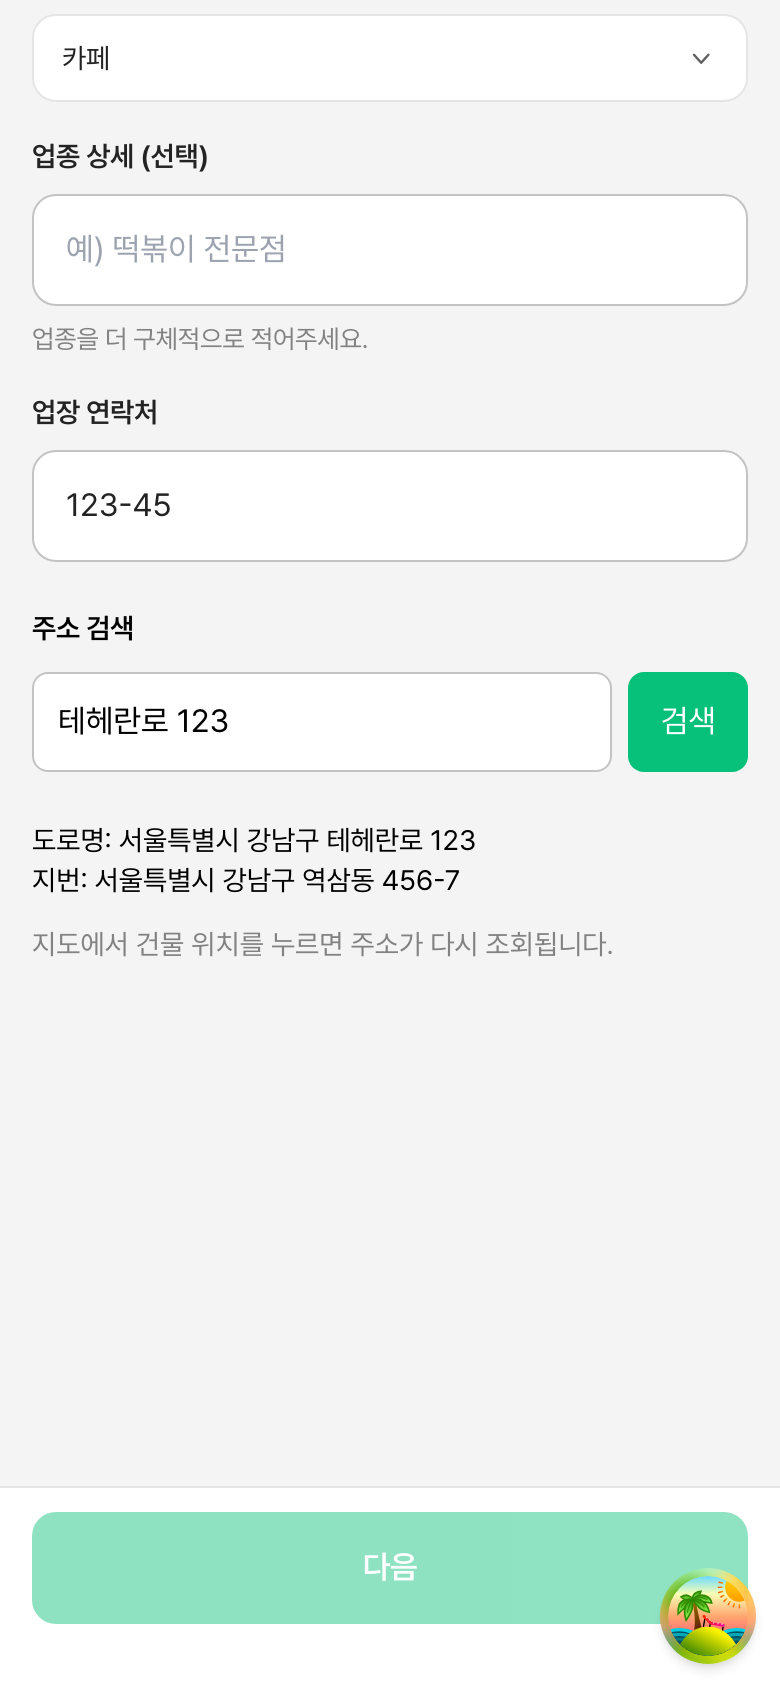 카페
업종 상세 (선택)
예) 떡볶이 전문점
업종을 더 구체적으로 적어주세요.
업장 연락처
123-45
주소 검색
테헤란로 123
검색
도로명: 서울특별시 강남구 테헤란로 123
지번: 서울특별시 강남구 역삼동 456-7
지도에서 건물 위치를 누르면 주소가 다시 조회됩니다.
다음